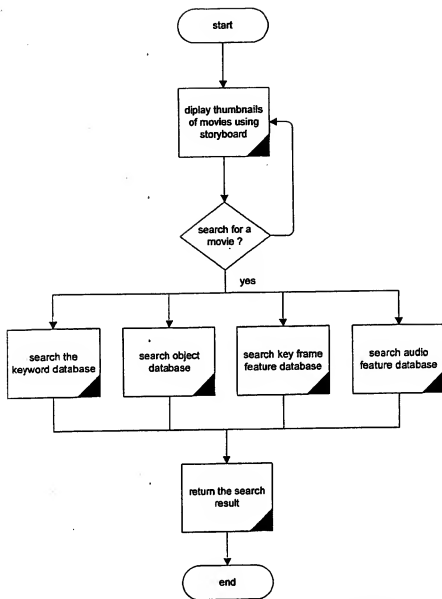 start
diplay thumbnails
of movies using
storyboard
search for a
movie ?
yes
search the
keyword database
search object
database
search key frame
feature database
search audio
feature database
return the search
result
end